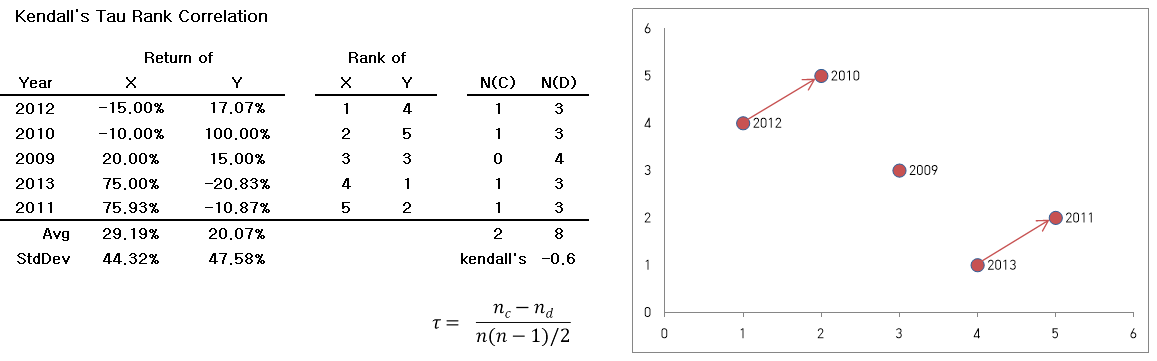 Kendall's Tau Rank Correlation
Return of Rank of
Year X Y X Y N(C) N(D)
2012 -15.00% 17.07% 1 4 1 3
2010 -10.00% 100.00% 2 5 1 3
2009 20.00% 15.00% 3 3 0 4
2013 75.00% -20.83% 4 1 1 3
2011 75.93% -10.87% 5 2 1 3
Avg 29.19% 20.07% 2 8
StdDev 44.32% 47.58% kendall's -0.6
τ = (n_c − n_d) / (n(n − 1)/2)
6
5
4
3
2
1
0
2010
2012
2009
2011
2013
0 1 2 3 4 5 6